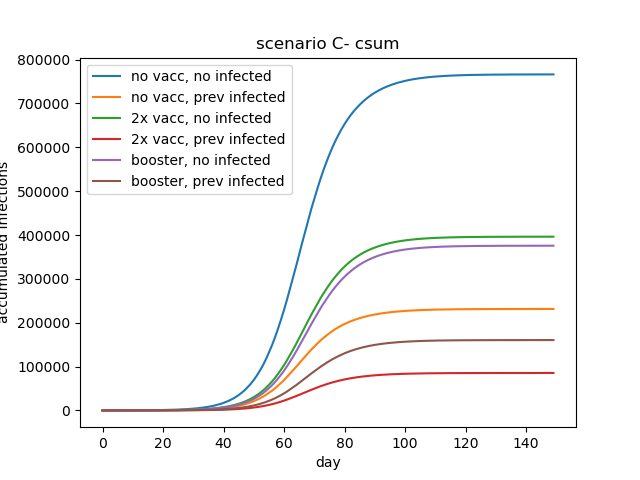 scenario C- csum
800000
700000
600000
500000
400000
300000
200000
100000
0
accumulated infections
no vacc, no infected
no vacc, prev infected
2x vacc, no infected
2x vacc, prev infected
booster, no infected
booster, prev infected
0 20 40 60 80 100 120 140
day